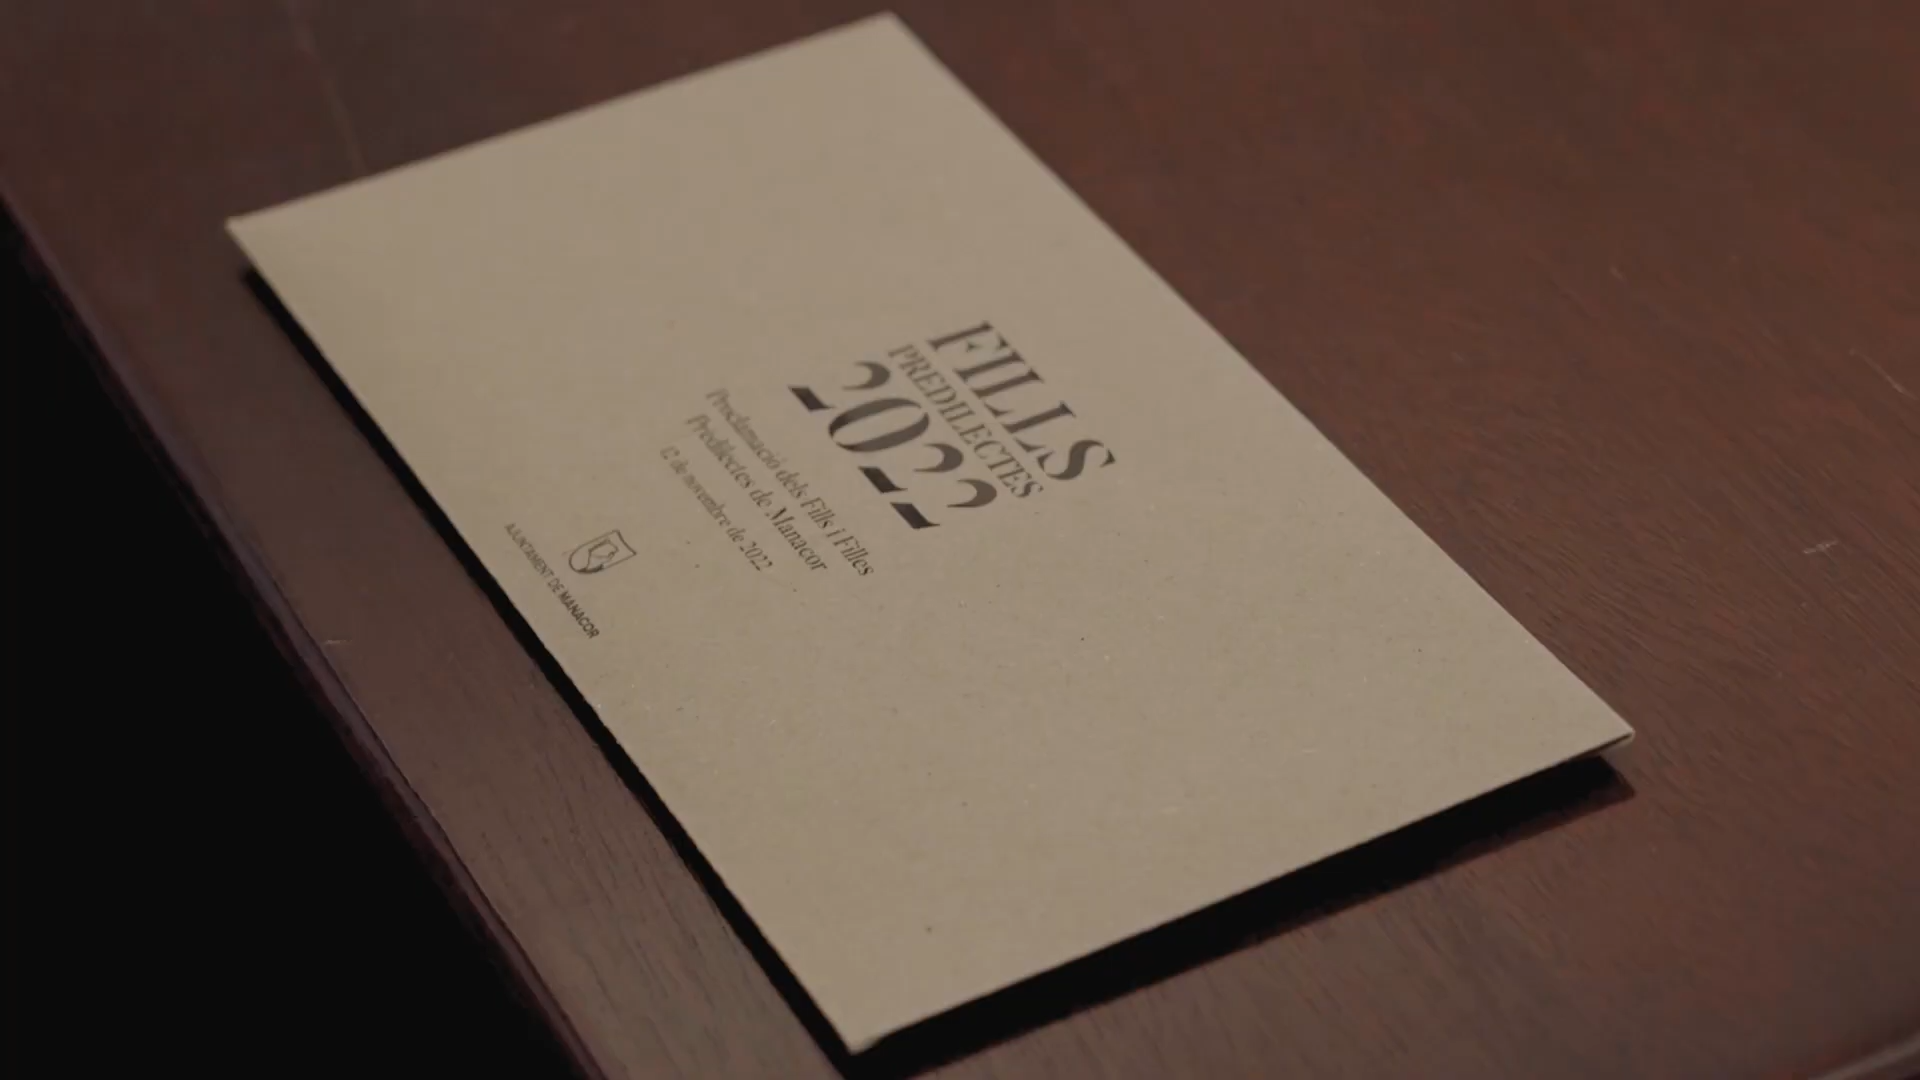 FILLS
PREDILECTES
2022
Proclamació dels Fills i Filles
Predilectes de Manacor
12 de novembre de 2022
AJUNTAMENT DE MANACOR